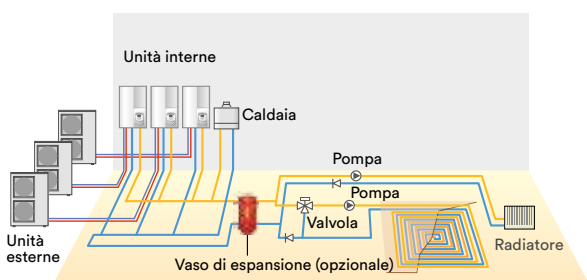 Unità interne
Caldaia
Pompa
Pompa
Valvola
Unità
esterne
Radiatore
Vaso di espansione (opzionale)